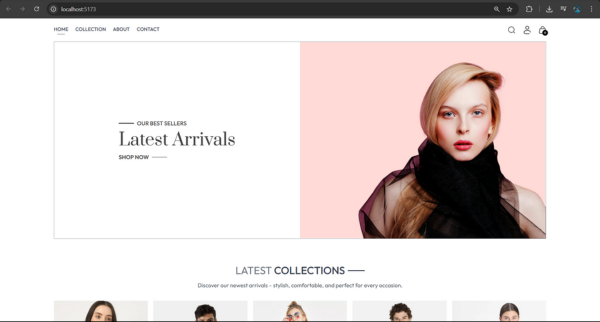 localhost:5173
HOME COLLECTION ABOUT CONTACT
OUR BEST SELLERS
Latest Arrivals
SHOP NOW
LATEST COLLECTIONS
Discover our newest arrivals – stylish, comfortable, and perfect for every occasion.